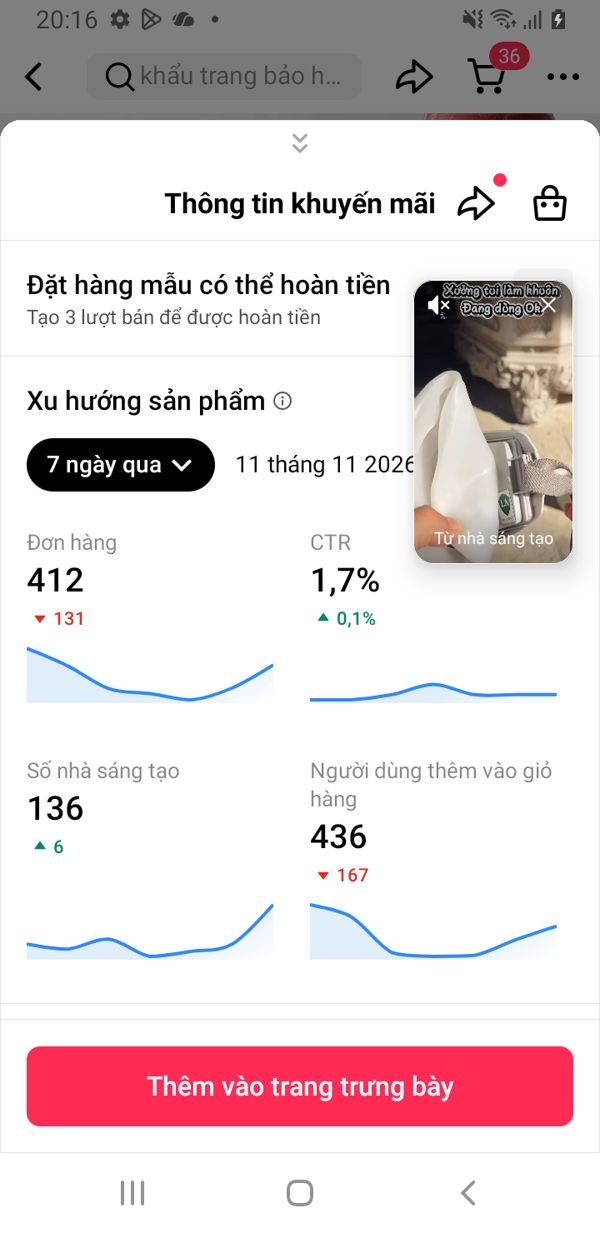 20:16
khẩu trang bảo h...
36
Thông tin khuyến mãi
Đặt hàng mẫu có thể hoàn tiền
Tạo 3 lượt bán để được hoàn tiền
Xưởng tôi làm khuôn
Đang dòng Ok
Xu hướng sản phẩm
7 ngày qua
11 tháng 11 2026
Từ nhà sáng tạo
Đơn hàng
CTR
412
1,7%
131
0,1%
Số nhà sáng tạo
Người dùng thêm vào giỏ
hàng
136
436
6
167
Thêm vào trang trưng bày